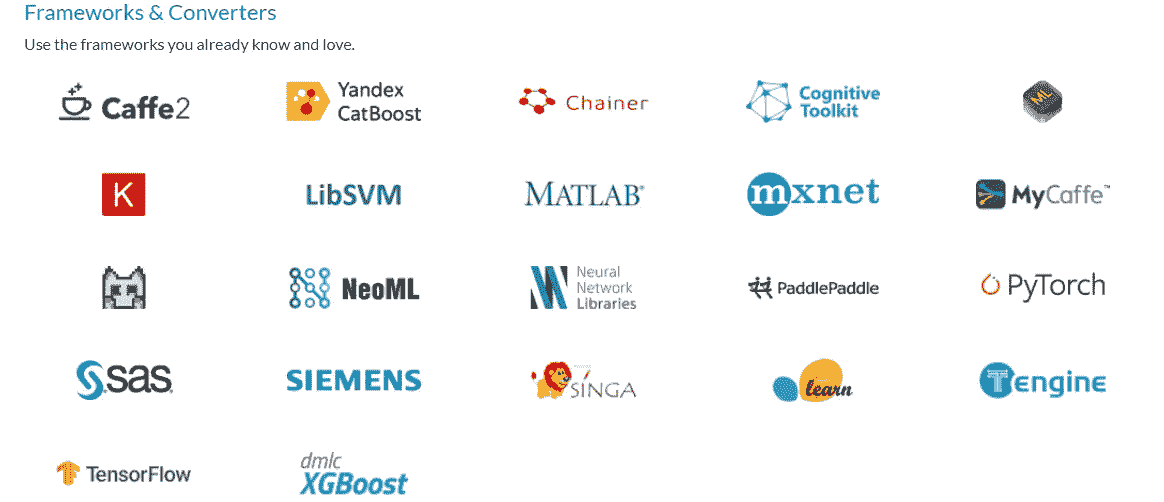 Frameworks & Converters
Use the frameworks you already know and love.
Caffe2
Yandex
CatBoost
Chainer
Cognitive
Toolkit
ML
K
LibSVM
MATLAB®
mxnet
MyCaffe™
NeoML
Neural
Network
Libraries
PaddlePaddle
PyTorch
sas
SIEMENS
SINGA
learn
Tengine
TensorFlow
dmlc
XGBoost